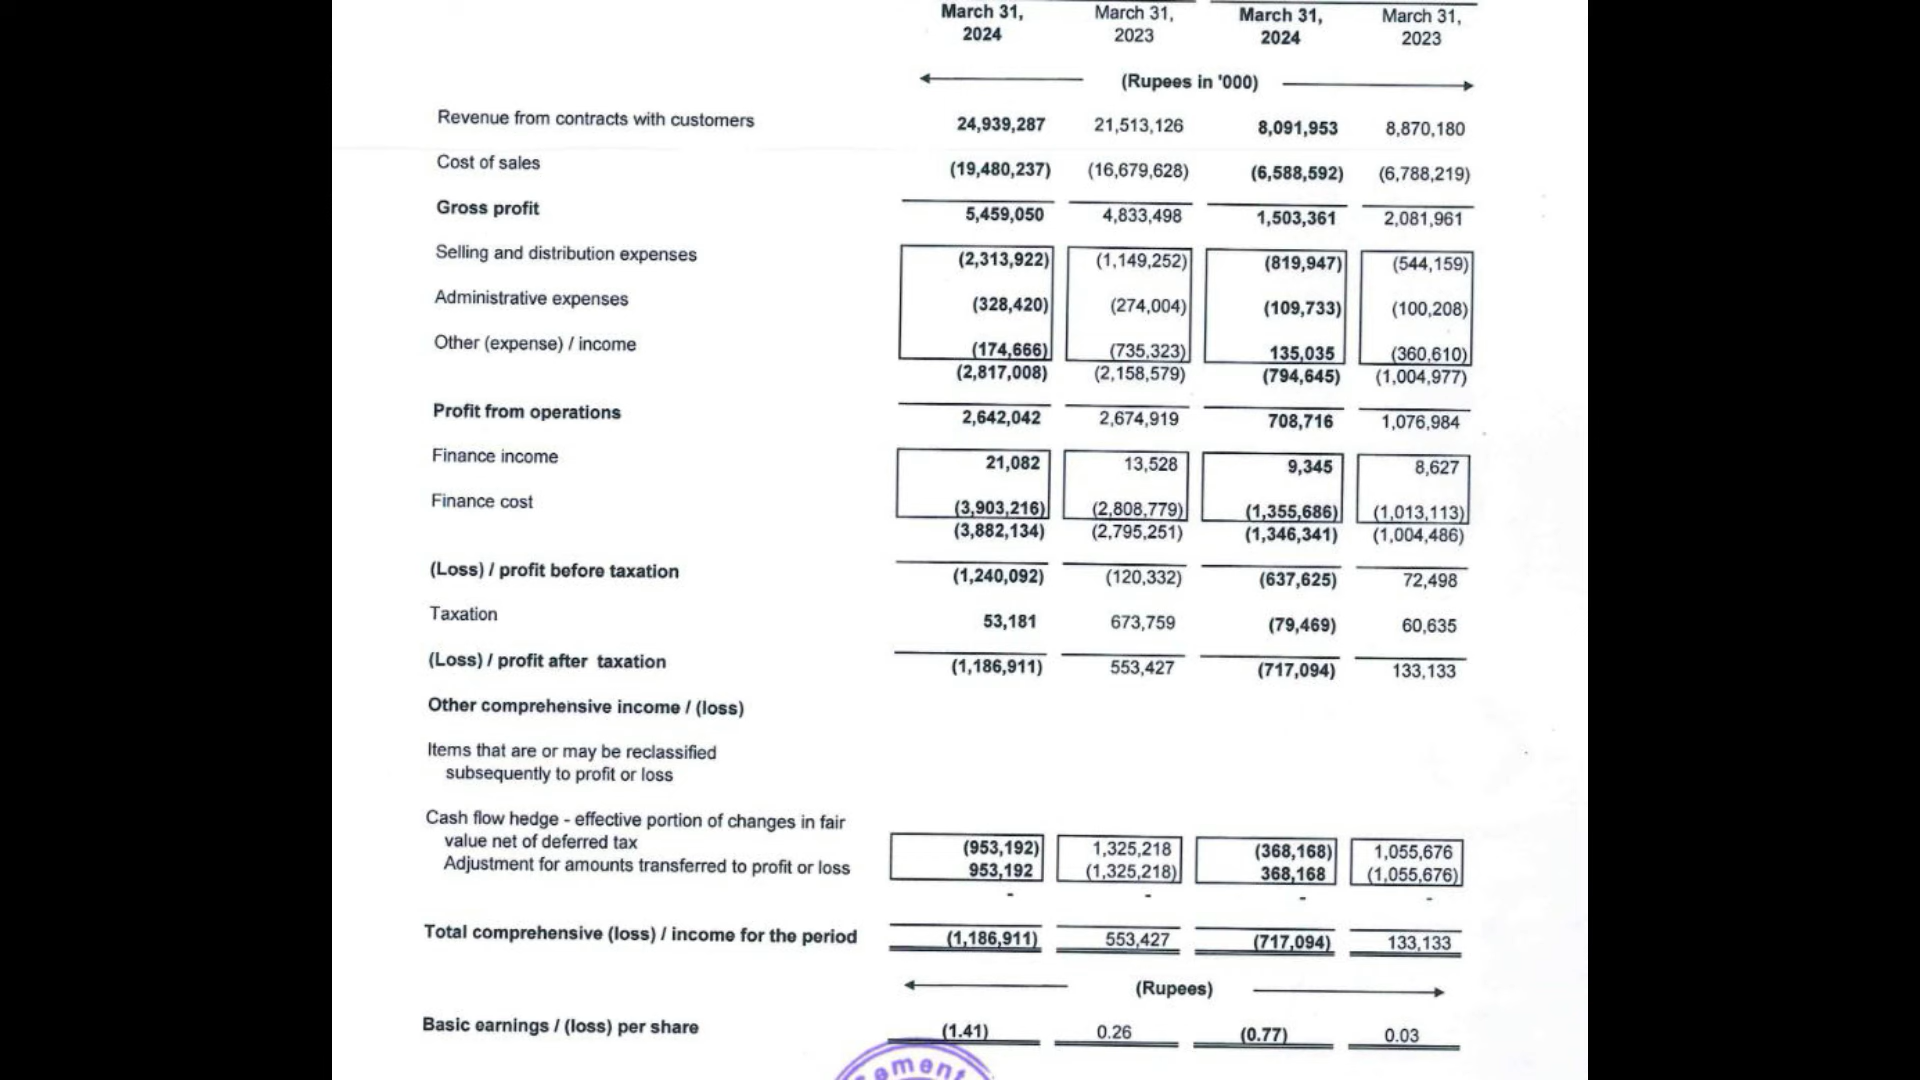 March 31, March 31, March 31, March 31,
2024 2023 2024 2023
(Rupees in '000)
Revenue from contracts with customers 24,939,287 21,513,126 8,091,953 8,870,180
Cost of sales (19,480,237) (16,679,628) (6,588,592) (6,788,219)
Gross profit 5,459,050 4,833,498 1,503,361 2,081,961
Selling and distribution expenses (2,313,922) (1,149,252) (819,947) (544,159)
Administrative expenses (328,420) (274,004) (109,733) (100,208)
Other (expense) / income (174,666) (735,323) 135,035 (360,610)
(2,817,008) (2,158,579) (794,645) (1,004,977)
Profit from operations 2,642,042 2,674,919 708,716 1,076,984
Finance income 21,082 13,528 9,345 8,627
Finance cost (3,903,216) (2,808,779) (1,355,686) (1,013,113)
(3,882,134) (2,795,251) (1,346,341) (1,004,486)
(Loss) / profit before taxation (1,240,092) (120,332) (637,625) 72,498
Taxation 53,181 673,759 (79,469) 60,635
(Loss) / profit after taxation (1,186,911) 553,427 (717,094) 133,133
Other comprehensive income / (loss)
Items that are or may be reclassified
subsequently to profit or loss
Cash flow hedge - effective portion of changes in fair
value net of deferred tax (953,192) 1,325,218 (368,168) 1,055,676
Adjustment for amounts transferred to profit or loss 953,192 (1,325,218) 368,168 (1,055,676)
- - - -
Total comprehensive (loss) / income for the period (1,186,911) 553,427 (717,094) 133,133
(Rupees)
Basic earnings / (loss) per share (1.41) 0.26 (0.77) 0.03